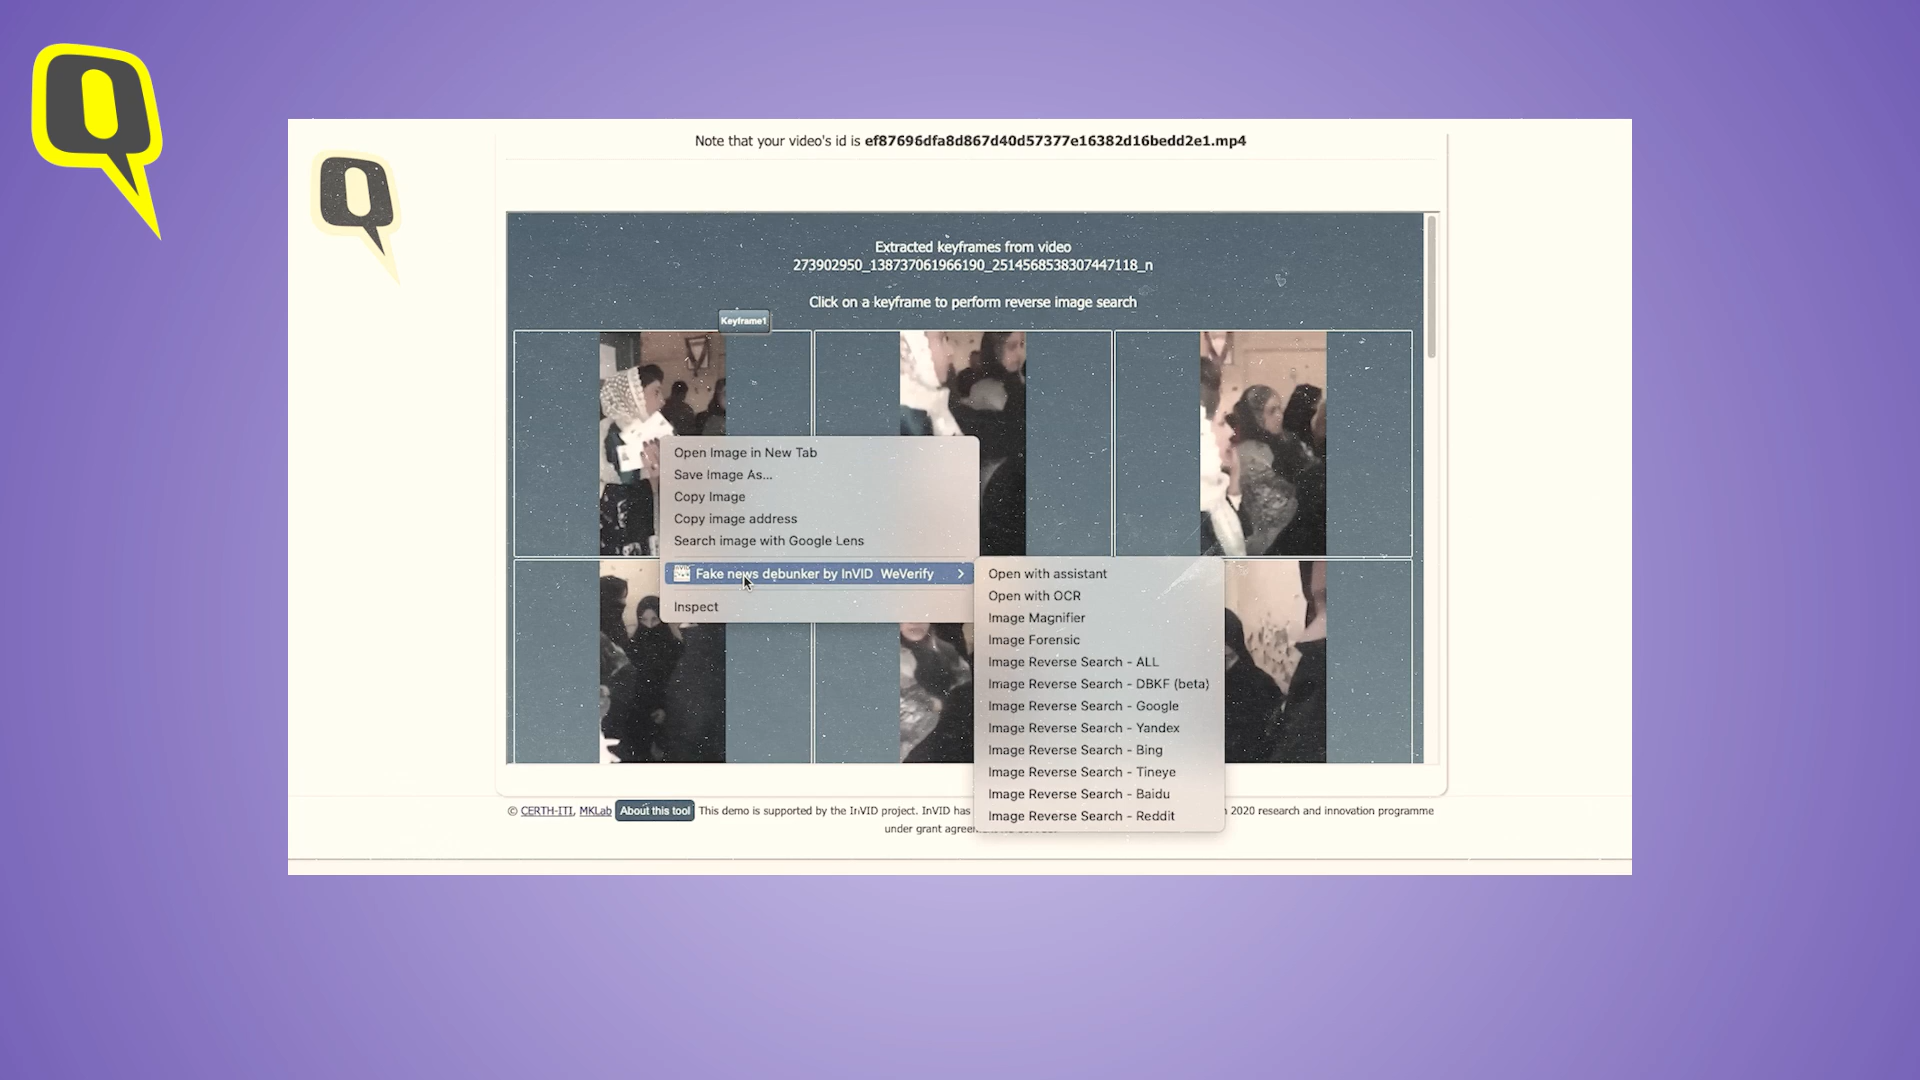 Note that your video's id is ef87696dfa8d867d40d57377e16382d16bedd2e1.mp4
Extracted keyframes from video
273902950_138737061966190_2514568538307447118_n
Click on a keyframe to perform reverse image search
Keyframe1
Open Image in New Tab
Save Image As...
Copy Image
Copy image address
Search image with Google Lens
Fake news debunker by InVID WeVerify
Inspect
Open with assistant
Open with OCR
Image Magnifier
Image Forensic
Image Reverse Search - ALL
Image Reverse Search - DBKF (beta)
Image Reverse Search - Google
Image Reverse Search - Yandex
Image Reverse Search - Bing
Image Reverse Search - Tineye
Image Reverse Search - Baidu
Image Reverse Search - Reddit
© CERTH-ITI, MKLab About this tool This demo is supported by the InVID project. InVID has 2020 research and innovation programme
under grant